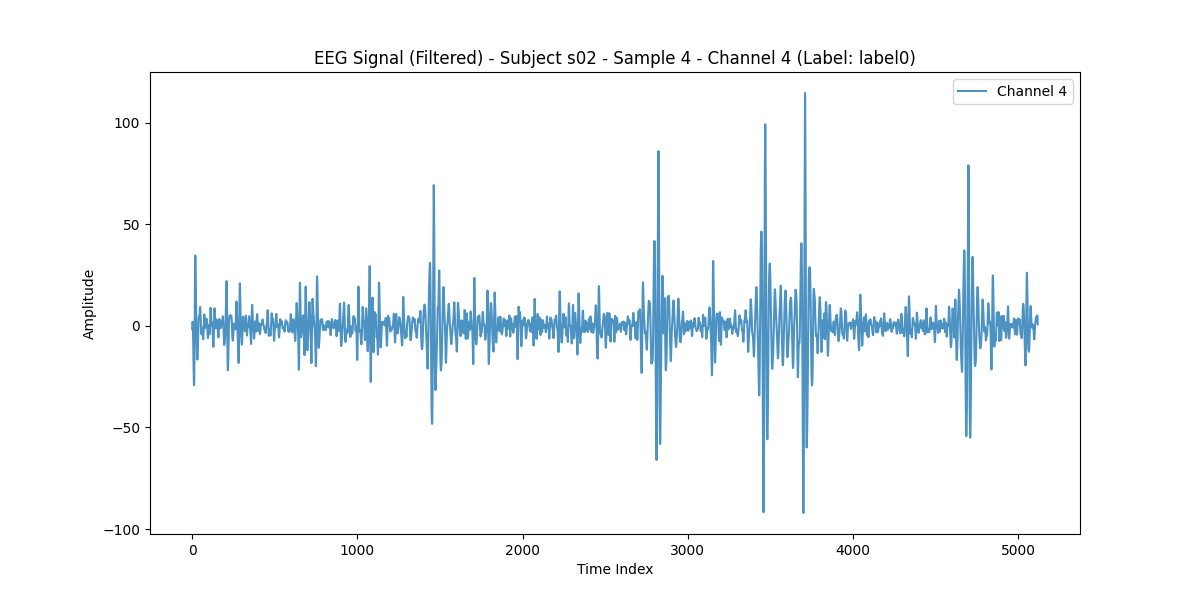 EEG Signal (Filtered) - Subject s02 - Sample 4 - Channel 4 (Label: label0)
Channel 4
100
50
0
−50
−100
Amplitude
0 1000 2000 3000 4000 5000
Time Index